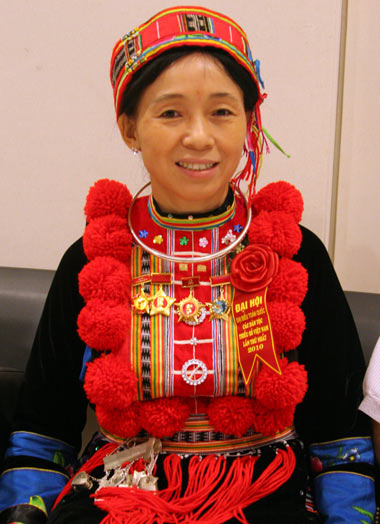 ĐẠI HỘI
ĐẠI BIỂU TOÀN QUỐC
CÁC DÂN TỘC
THIỂU SỐ VIỆT NAM
LẦN THỨ NHẤT
2010